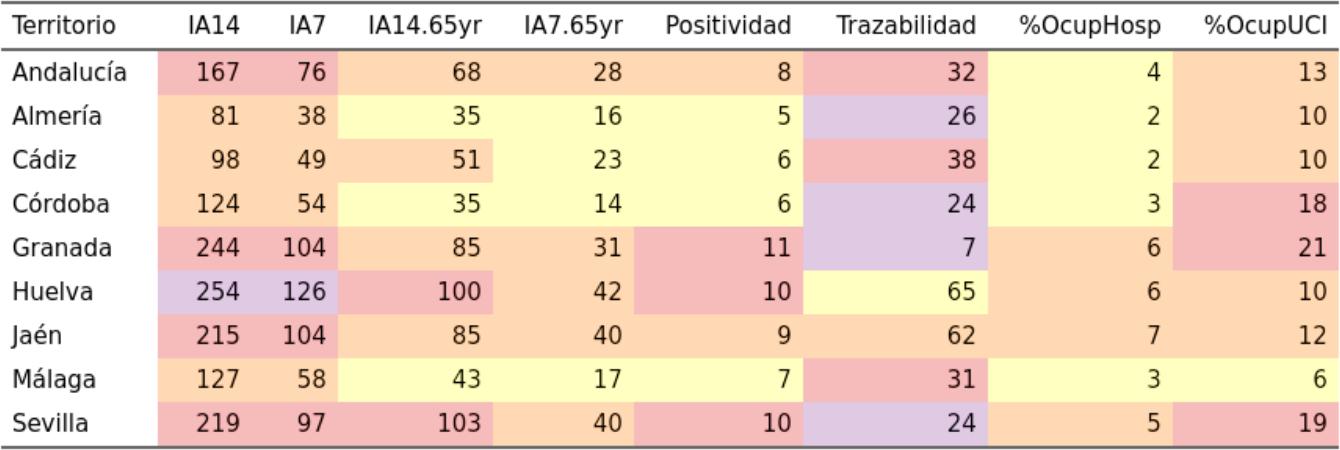 Territorio IA14 IA7 IA14.65yr IA7.65yr Positividad Trazabilidad %OcupHosp %OcupUCI
Andalucía 167 76 68 28 8 32 4 13
Almería 81 38 35 16 5 26 2 10
Cádiz 98 49 51 23 6 38 2 10
Córdoba 124 54 35 14 6 24 3 18
Granada 244 104 85 31 11 7 6 21
Huelva 254 126 100 42 10 65 6 10
Jaén 215 104 85 40 9 62 7 12
Málaga 127 58 43 17 7 31 3 6
Sevilla 219 97 103 40 10 24 5 19